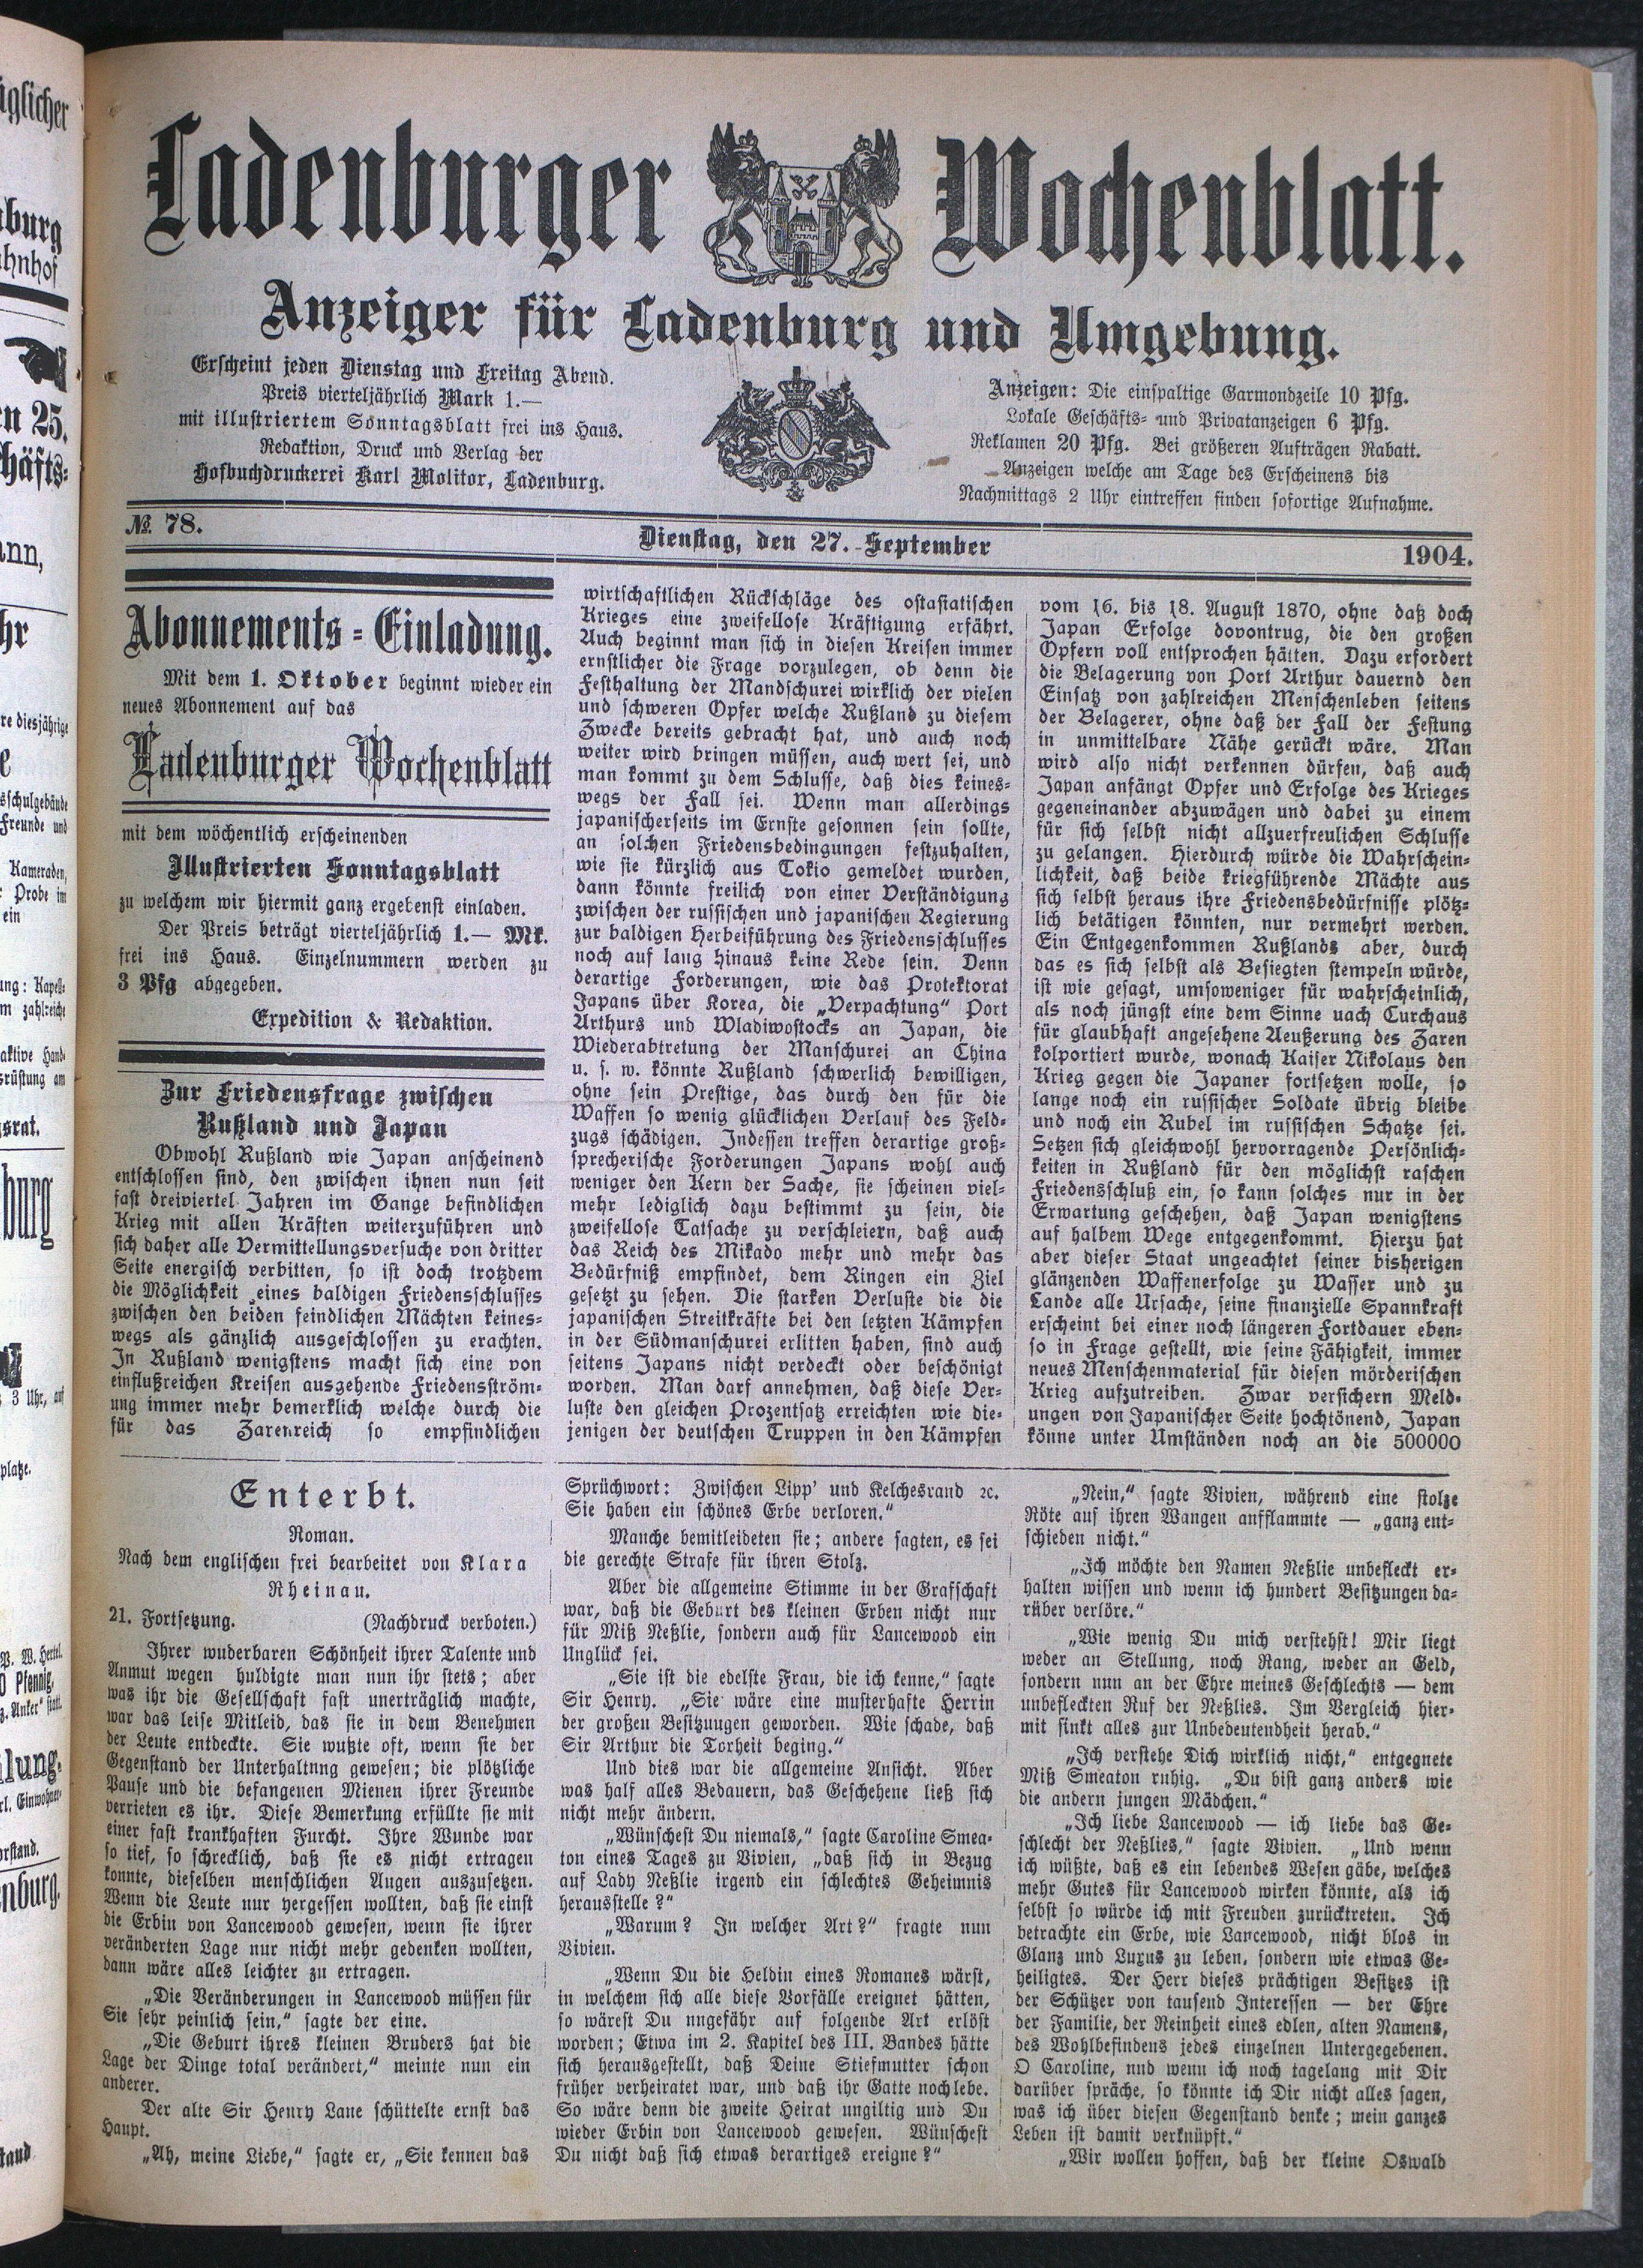 Ladenburger Wochenblatt.
Anzeiger für Ladenburg und Umgebung.
Erscheint jeden Dienstag und Freitag Abend.
Preis vierteljährlich Mark 1.—
mit illustriertem Sonntagsblatt frei ins Haus.
Redaktion, Druck und Verlag der
Hofbuchdruckerei Karl Molitor, Ladenburg.
Anzeigen: Die einspaltige Garmondzeile 10 Pfg.
Lokale Geschäfts- und Privatanzeigen 6 Pfg.
Reklamen 20 Pfg. Bei größeren Aufträgen Rabatt.
Anzeigen welche am Tage des Erscheinens bis
Nachmittags 2 Uhr eintreffen finden sofortige Aufnahme.
№ 78.
Dienstag, den 27. September
1904.
Abonnements-Einladung.
Mit dem 1. Oktober beginnt wieder ein
neues Abonnement auf das
Ladenburger Wochenblatt
mit dem wöchentlich erscheinenden
Illustrierten Sonntagsblatt
zu welchem wir hiermit ganz ergebenst einladen.
Der Preis beträgt vierteljährlich 1.— Mk.
frei ins Haus. Einzelnummern werden zu
3 Pfg abgegeben.
Expedition & Redaktion.
Zur Friedensfrage zwischen
Rußland und Japan
Obwohl Rußland wie Japan anscheinend
entschlossen sind, den zwischen ihnen nun seit
fast dreiviertel Jahren im Gange befindlichen
Krieg mit allen Kräften weiterzuführen und
sich daher alle Vermittellungsversuche von dritter
Seite energisch verbitten, so ist doch trotzdem
die Möglichkeit eines baldigen Friedensschlusses
zwischen den beiden feindlichen Mächten keines-
wegs als gänzlich ausgeschlossen zu erachten.
In Rußland wenigstens macht sich eine von
einflußreichen Kreisen ausgehende Friedensström-
ung immer mehr bemerklich welche durch die
für das Zarenreich so empfindlichen
wirtschaftlichen Rückschläge des ostasiatischen
Krieges eine zweifellose Kräftigung erfährt.
Auch beginnt man sich in diesen Kreisen immer
ernstlicher die Frage vorzulegen, ob denn die
Festhaltung der Mandschurei wirklich der vielen
und schweren Opfer welche Rußland zu diesem
Zwecke bereits gebracht hat, und auch noch
weiter wird bringen müssen, auch wert sei, und
man kommt zu dem Schlusse, daß dies keines-
wegs der Fall sei. Wenn man allerdings
japanischerseits im Ernste gesonnen sein sollte,
an solchen Friedensbedingungen festzuhalten,
wie sie kürzlich aus Tokio gemeldet wurden,
dann könnte freilich von einer Verständigung
zwischen der russischen und japanischen Regierung
zur baldigen Herbeiführung des Friedensschlusses
noch auf lang hinaus keine Rede sein. Denn
derartige Forderungen, wie das Protektorat
Japans über Korea, die „Verpachtung“ Port
Arthurs und Wladiwostocks an Japan, die
Wiederabtretung der Manschurei an China
u. s. w. könnte Rußland schwerlich bewilligen,
ohne sein Prestige, das durch den für die
Waffen so wenig glücklichen Verlauf des Feld-
zugs schädigen. Indessen treffen derartige groß-
sprecherische Forderungen Japans wohl auch
weniger den Kern der Sache, sie scheinen viel-
mehr lediglich dazu bestimmt zu sein, die
zweifellose Tatsache zu verschleiern, daß auch
das Reich des Mikado mehr und mehr das
Bedürfniß empfindet, dem Ringen ein Ziel
gesetzt zu sehen. Die starken Verluste die die
japanischen Streitkräfte bei den letzten Kämpfen
in der Südmanschurei erlitten haben, sind auch
seitens Japans nicht verdeckt oder beschönigt
worden. Man darf annehmen, daß diese Ver-
luste den gleichen Prozentsatz erreichten wie die-
jenigen der deutschen Truppen in den Kämpfen
vom 16. bis 18. August 1870, ohne daß doch
Japan Erfolge dovontrug, die den großen
Opfern voll entsprochen hätten. Dazu erfordert
die Belagerung von Port Arthur dauernd den
Einsatz von zahlreichen Menschenleben seitens
der Belagerer, ohne daß der Fall der Festung
in unmittelbare Nähe gerückt wäre. Man
wird also nicht verkennen dürfen, daß auch
Japan anfängt Opfer und Erfolge des Krieges
gegeneinander abzuwägen und dabei zu einem
für sich selbst nicht allzuerfreulichen Schlusse
zu gelangen. Hierdurch würde die Wahrschein-
lichkeit, daß beide kriegführende Mächte aus
sich selbst heraus ihre Friedensbedürfnisse plötz-
lich betätigen könnten, nur vermehrt werden.
Ein Entgegenkommen Rußlands aber, durch
das es sich selbst als Besiegten stempeln würde,
ist wie gesagt, umsoweniger für wahrscheinlich,
als noch jüngst eine dem Sinne uach Curchaus
für glaubhaft angesehene Aeußerung des Zaren
kolportiert wurde, wonach Kaiser Nikolaus den
Krieg gegen die Japaner fortsetzen wolle, so
lange noch ein russischer Soldate übrig bleibe
und noch ein Rubel im russischen Schatze sei.
Setzen sich gleichwohl hervorragende Persönlich-
keiten in Rußland für den möglichst raschen
Friedensschluß ein, so kann solches nur in der
Erwartung geschehen, daß Japan wenigstens
auf halbem Wege entgegenkommt. Hierzu hat
aber dieser Staat ungeachtet seiner bisherigen
glänzenden Waffenerfolge zu Wasser und zu
Lande alle Ursache, seine finanzielle Spannkraft
erscheint bei einer noch längeren Fortdauer eben-
so in Frage gestellt, wie seine Fähigkeit, immer
neues Menschenmaterial für diesen mörderischen
Krieg aufzutreiben. Zwar versichern Meld-
ungen von Japanischer Seite hochtönend, Japan
könne unter Umständen noch an die 500000
Enterbt.
Roman.
Nach dem englischen frei bearbeitet von Klara
Rheinau.
21. Fortsetzung. (Nachdruck verboten.)
Ihrer wuderbaren Schönheit ihrer Talente und
Anmut wegen huldigte man nun ihr stets; aber
was ihr die Gesellschaft fast unerträglich machte,
war das leise Mitleid, das sie in dem Benehmen
der Leute entdeckte. Sie wußte oft, wenn sie der
Gegenstand der Unterhaltnng gewesen; die plötzliche
Pause und die befangenen Mienen ihrer Freunde
verrieten es ihr. Diese Bemerkung erfüllte sie mit
einer fast krankhaften Furcht. Ihre Wunde war
so tief, so schrecklich, daß sie es nicht ertragen
konnte, dieselben menschlichen Augen auszusetzen.
Wenn die Leute nur vergessen wollten, daß sie einst
die Erbin von Lancewood gewesen, wenn sie ihrer
veränderten Lage nur nicht mehr gedenken wollten,
dann wäre alles leichter zu ertragen.
„Die Veränderungen in Lancewood müssen für
Sie sehr peinlich sein,“ sagte der eine.
„Die Geburt ihres kleinen Bruders hat die
Lage der Dinge total verändert,“ meinte nun ein
anderer.
Der alte Sir Henry Lane schüttelte ernst das
Haupt.
„Ah, meine Liebe,“ sagte er, „Sie kennen das
Sprüchwort: Zwischen Lipp' und Kelchesrand ꝛc.
Sie haben ein schönes Erbe verloren.“
Manche bemitleideten sie; andere sagten, es sei
die gerechte Strafe für ihren Stolz.
Aber die allgemeine Stimme in der Grafschaft
war, daß die Geburt des kleinen Erben nicht nur
für Miß Neßlie, sondern auch für Lancewood ein
Unglück sei.
„Sie ist die edelste Frau, die ich kenne,“ sagte
Sir Henry. „Sie wäre eine musterhafte Herrin
der großen Besitzungen geworden. Wie schade, daß
Sir Arthur die Torheit beging.“
Und dies war die allgemeine Ansicht. Aber
was half alles Bedauern, das Geschehene ließ sich
nicht mehr ändern.
„Wünschest Du niemals,“ sagte Caroline Smea-
ton eines Tages zu Vivien, „daß sich in Bezug
auf Lady Neßlie irgend ein schlechtes Geheimnis
herausstelle?“
„Warum? In welcher Art?“ fragte nun
Vivien.
„Wenn Du die Heldin eines Romanes wärst,
in welchem sich alle diese Vorfälle ereignet hätten,
so wärest Du nngefähr auf folgende Art erlöst
worden; Etwa im 2. Kapitel des III. Bandes hätte
sich herausgestellt, daß Deine Stiefmutter schon
früher verheiratet war, und daß ihr Gatte noch lebe.
So wäre denn die zweite Heirat ungiltig und Du
wieder Erbin von Lancewood gewesen. Wünschest
Du nicht daß sich etwas derartiges ereigne?“
„Nein,“ sagte Vivien, während eine stolze
Röte auf ihren Wangen anfflammte — „ganz ent-
schieden nicht.“
„Ich möchte den Namen Neßlie unbefleckt er-
halten wissen und wenn ich hundert Besitzungen da-
rüber verlöre.“
„Wie wenig Du mich verstehst! Mir liegt
weder an Stellung, noch Rang, weder an Geld,
sondern nun an der Ehre meines Geschlechts — dem
unbefleckten Ruf der Neßlies. Im Vergleich hier-
mit sinkt alles zur Unbedeutendheit herab.“
„Ich verstehe Dich wirklich nicht,“ entgegnete
Miß Smeaton ruhig. „Du bist ganz anders wie
die andern jungen Mädchen.“
„Ich liebe Lancewood — ich liebe das Ge-
schlecht der Neßlies,“ sagte Vivien. „Und wenn
ich wüßte, daß es ein lebendes Wesen gäbe, welches
mehr Gutes für Lancewood wirken könnte, als ich
selbst so würde ich mit Freuden zurücktreten. Ich
betrachte ein Erbe, wie Lancewood, nicht blos in
Glanz und Luxus zu leben, sondern wie etwas Ge-
heiligtes. Der Herr dieses prächtigen Besitzes ist
der Schützer von tausend Interessen — der Ehre
der Familie, der Reinheit eines edlen, alten Namens,
des Wohlbefindens jedes einzelnen Untergegebenen.
O Caroline, nnd wenn ich noch tagelang mit Dir
darüber spräche, so könnte ich Dir nicht alles sagen,
was ich über diesen Gegenstand denke; mein ganzes
Leben ist damit verknüpft.“
„Wir wollen hoffen, daß der kleine Oswald